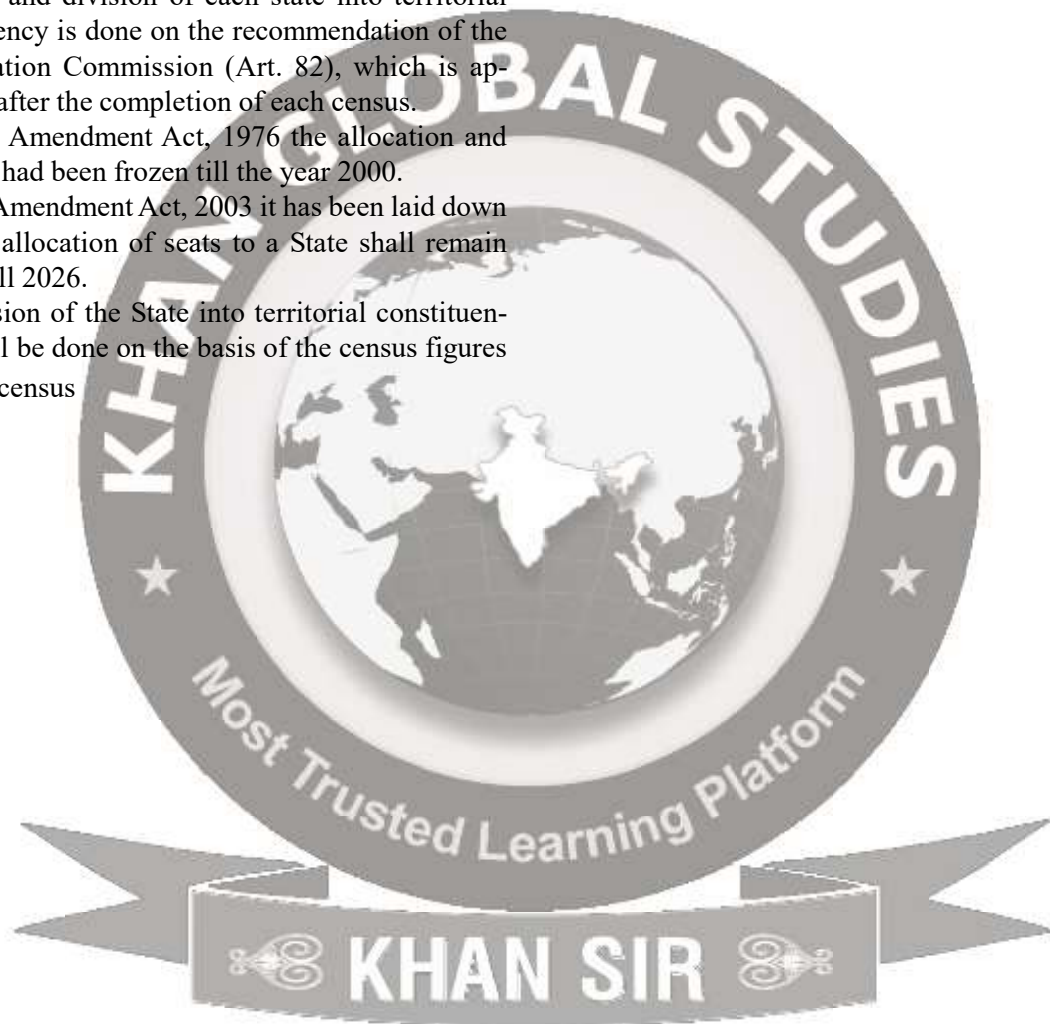 and division of each state into territorial
ency is done on the recommendation of the
ation Commission (Art. 82), which is ap-
after the completion of each census.
Amendment Act, 1976 the allocation and
had been frozen till the year 2000.
Amendment Act, 2003 it has been laid down
allocation of seats to a State shall remain
ll 2026.
sion of the State into territorial constituen-
l be done on the basis of the census figures
census
KHAN GLOBAL STUDIES
Most Trusted Learning Platform
KHAN SIR